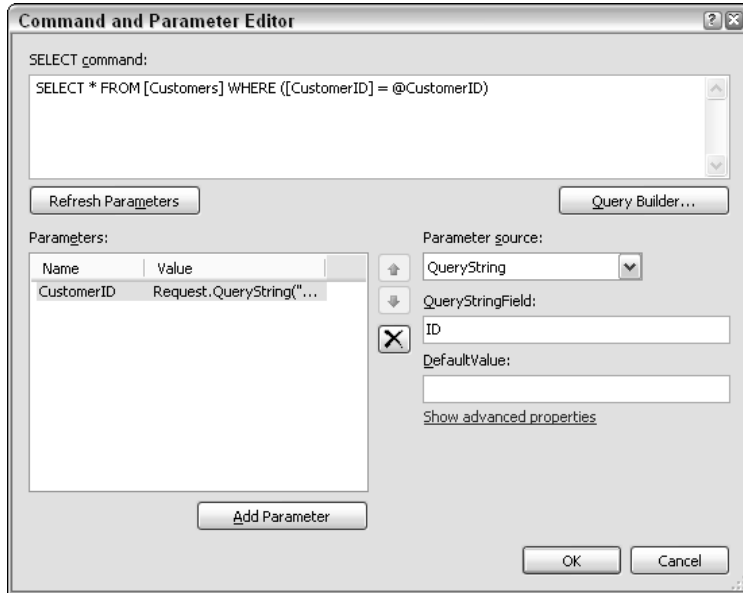 Command and Parameter Editor
SELECT command:
SELECT * FROM [Customers] WHERE ([CustomerID] = @CustomerID)
Refresh Parameters
Query Builder...
Parameters:
Name Value
CustomerID Request.QueryString("...
Add Parameter
Parameter source:
QueryString
QueryStringField:
ID
DefaultValue:
Show advanced properties
OK
Cancel